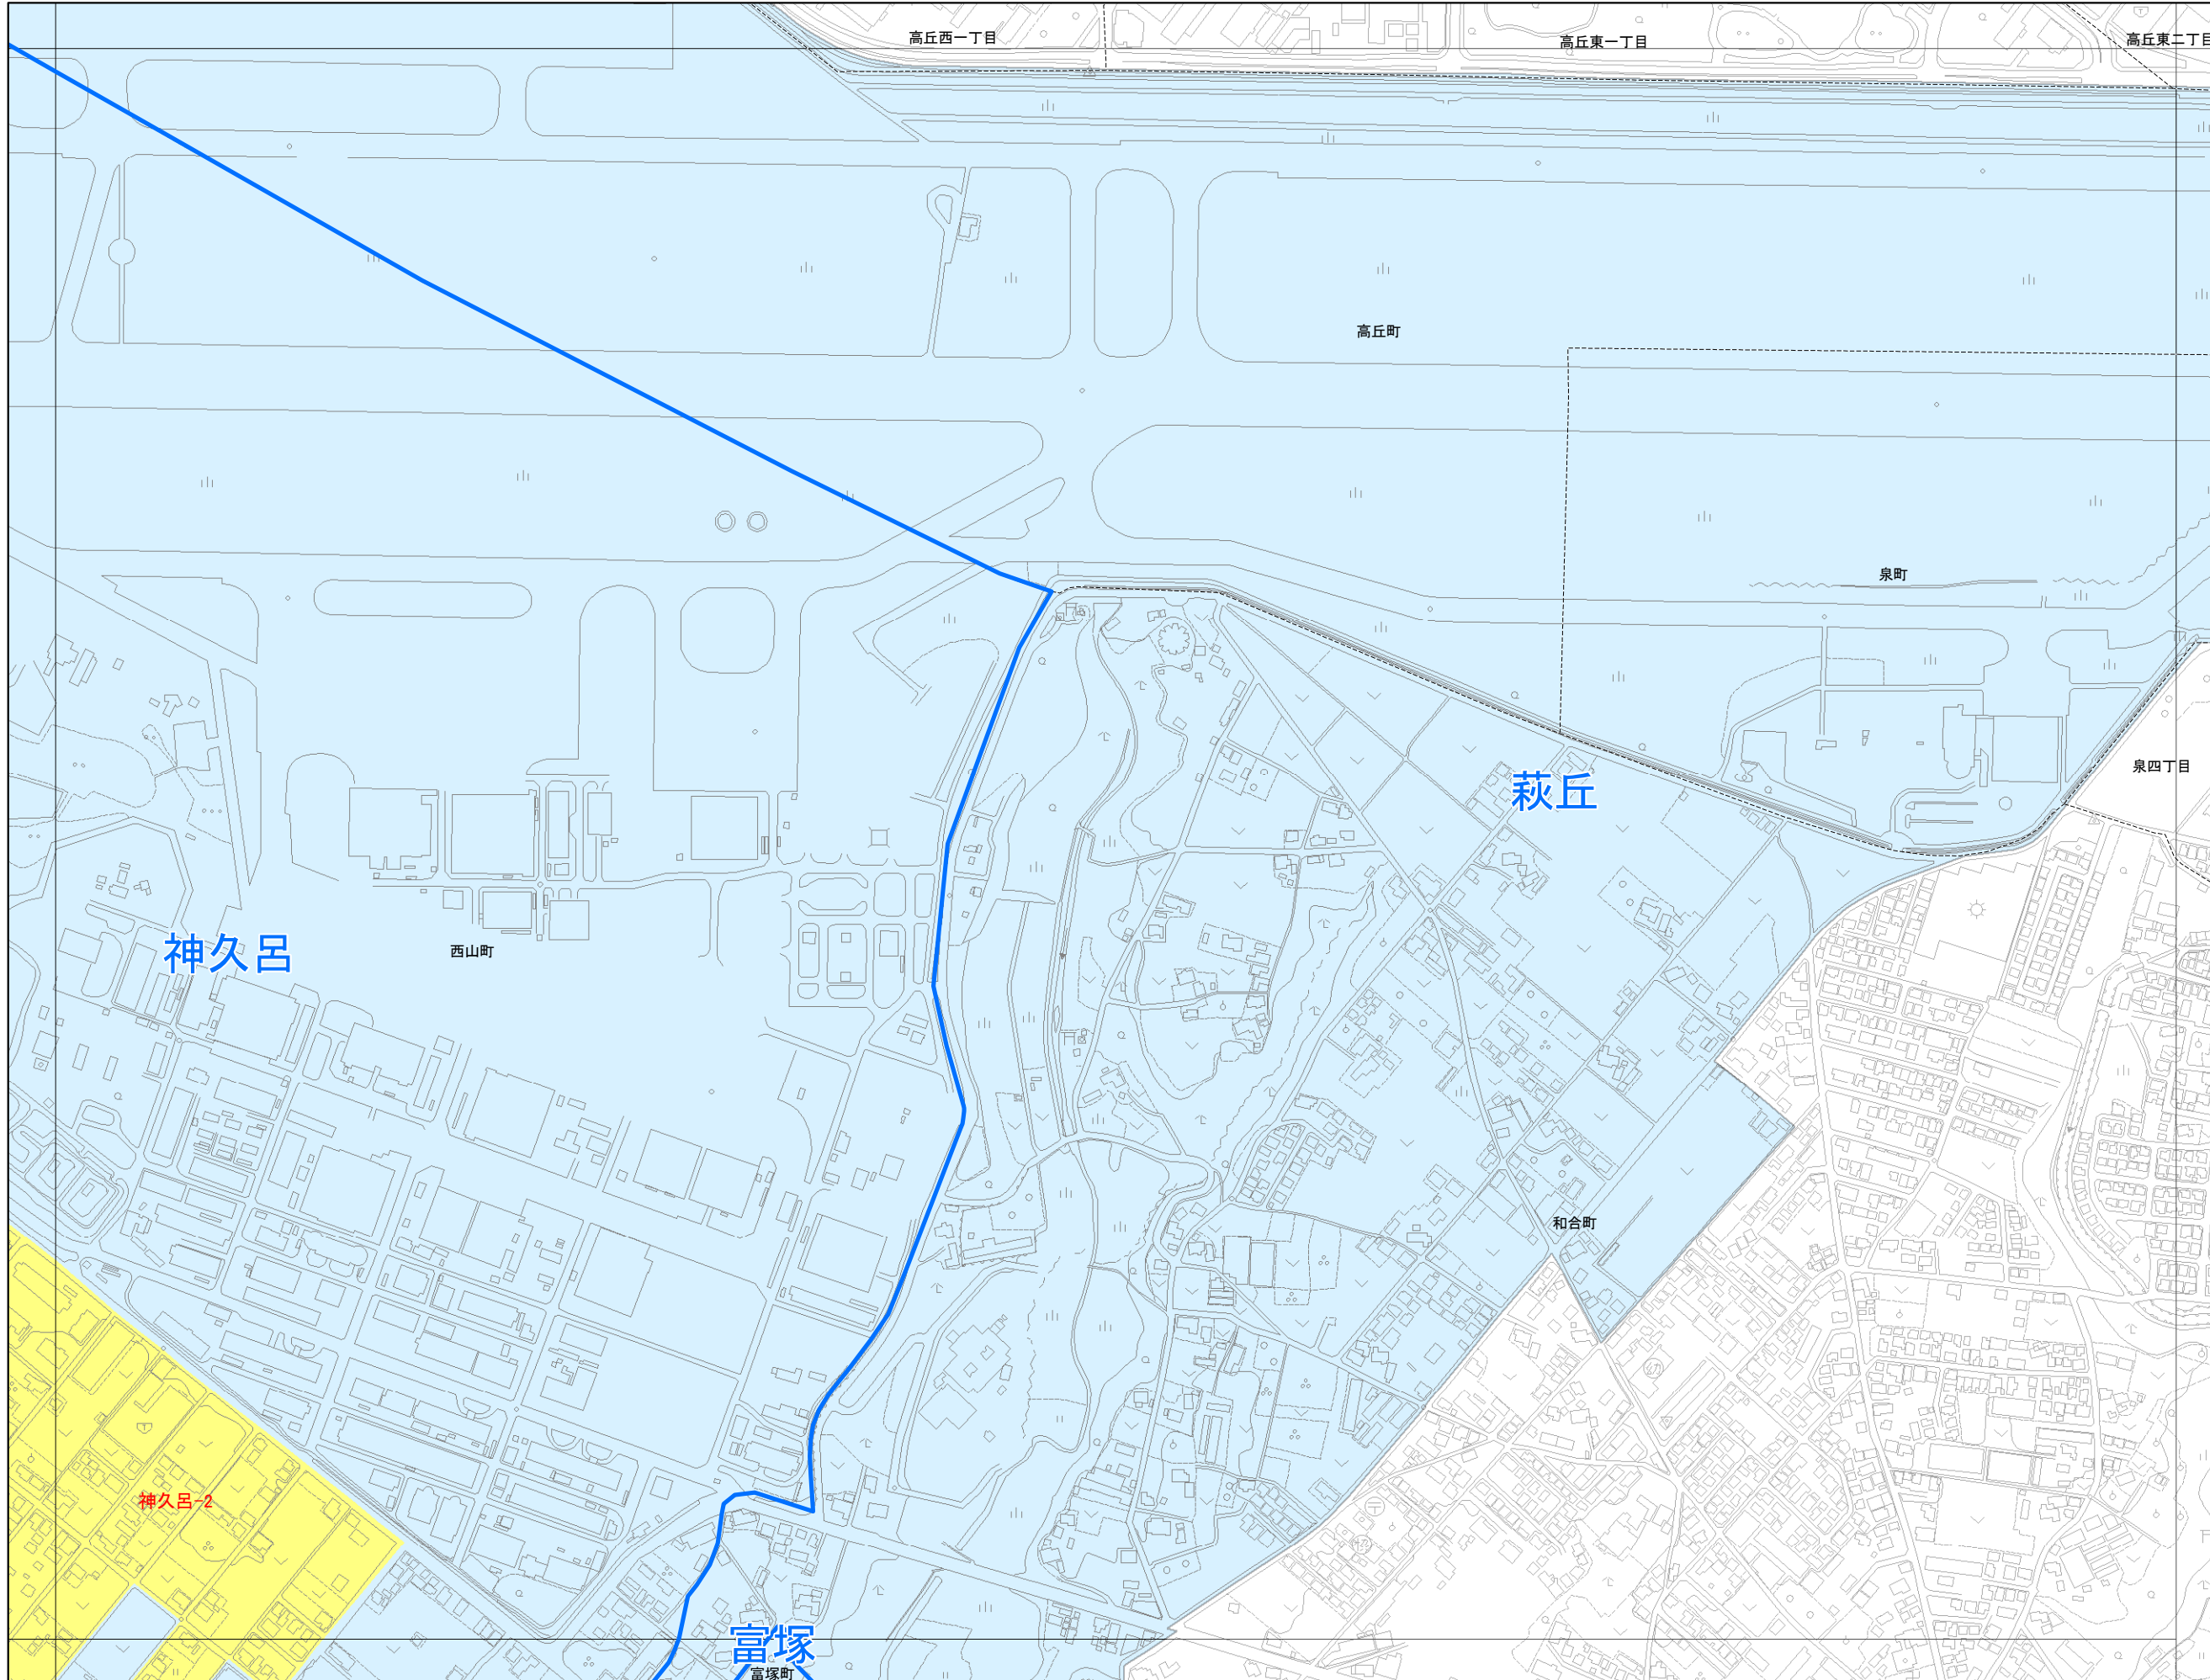 高丘西一丁目
高丘東一丁目
高丘東二丁目
高丘町
泉町
泉四丁目
萩丘
神久呂
西山町
和合町
神久呂-2
富塚
富塚町